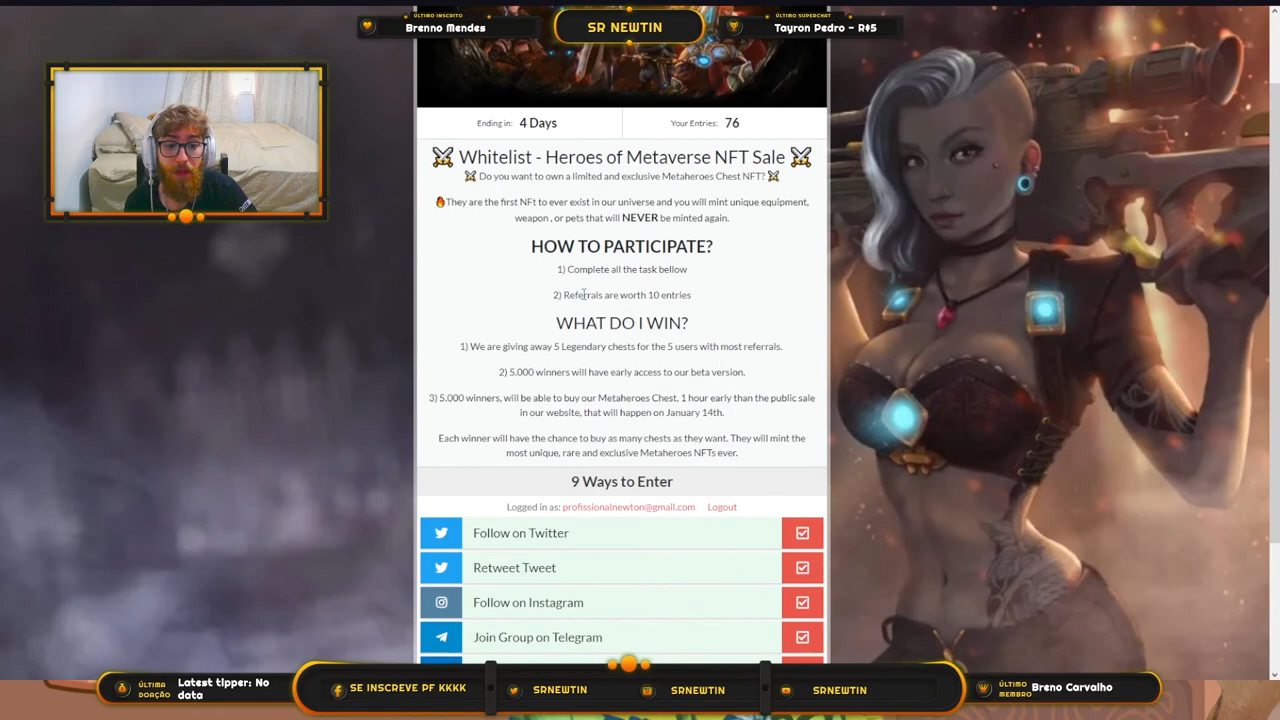 ÚLTIMO INSCRITO
Brenno Mendes
SR NEWTIN
ÚLTIMO SUPERCHAT
Tayron Pedro - R$5
Ending in: 4 Days
Your Entries: 76
Whitelist - Heroes of Metaverse NFT Sale
Do you want to own a limited and exclusive Metaheroes Chest NFT?
They are the first NFt to ever exist in our universe and you will mint unique equipment,
weapon , or pets that will NEVER be minted again.
HOW TO PARTICIPATE?
1) Complete all the task bellow
2) Referrals are worth 10 entries
WHAT DO I WIN?
1) We are giving away 5 Legendary chests for the 5 users with most referrals.
2) 5.000 winners will have early access to our beta version.
3) 5.000 winners, will be able to buy our Metaheroes Chest, 1 hour early than the public sale
in our website, that will happen on January 14th.
Each winner will have the chance to buy as many chests as they want. They will mint the
most unique, rare and exclusive Metaheroes NFTs ever.
9 Ways to Enter
Logged in as: profissionalnewton@gmail.com Logout
Follow on Twitter
Retweet Tweet
Follow on Instagram
Join Group on Telegram
ÚLTIMA
DOAÇÃO
Latest tipper: No
data
SE INSCREVE PF KKKK
SRNEWTIN
SRNEWTIN
SRNEWTIN
ÚLTIMO
MEMBRO
Breno Carvalho